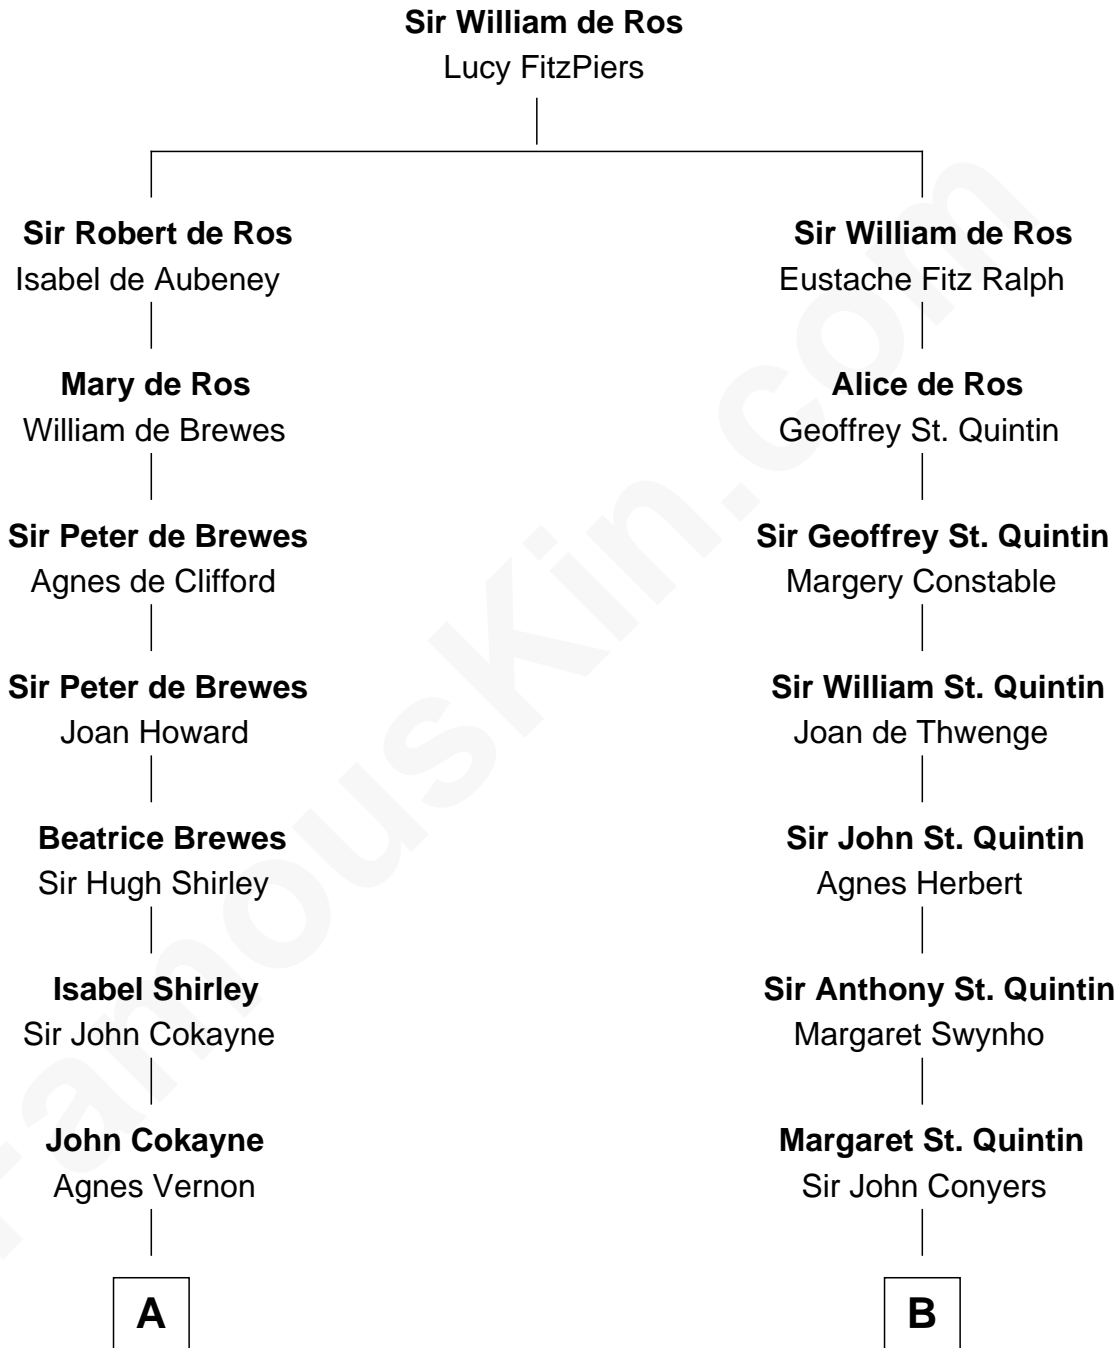 Sir William de Ros
Lucy FitzPiers
Sir Robert de Ros
Isabel de Aubeney
Mary de Ros
William de Brewes
Sir Peter de Brewes
Agnes de Clifford
Sir Peter de Brewes
Joan Howard
Beatrice Brewes
Sir Hugh Shirley
Isabel Shirley
Sir John Cokayne
John Cokayne
Agnes Vernon
A
Sir William de Ros
Eustache Fitz Ralph
Alice de Ros
Geoffrey St. Quintin
Sir Geoffrey St. Quintin
Margery Constable
Sir William St. Quintin
Joan de Thwenge
Sir John St. Quintin
Agnes Herbert
Sir Anthony St. Quintin
Margaret Swynho
Margaret St. Quintin
Sir John Conyers
B
FamousKin.com